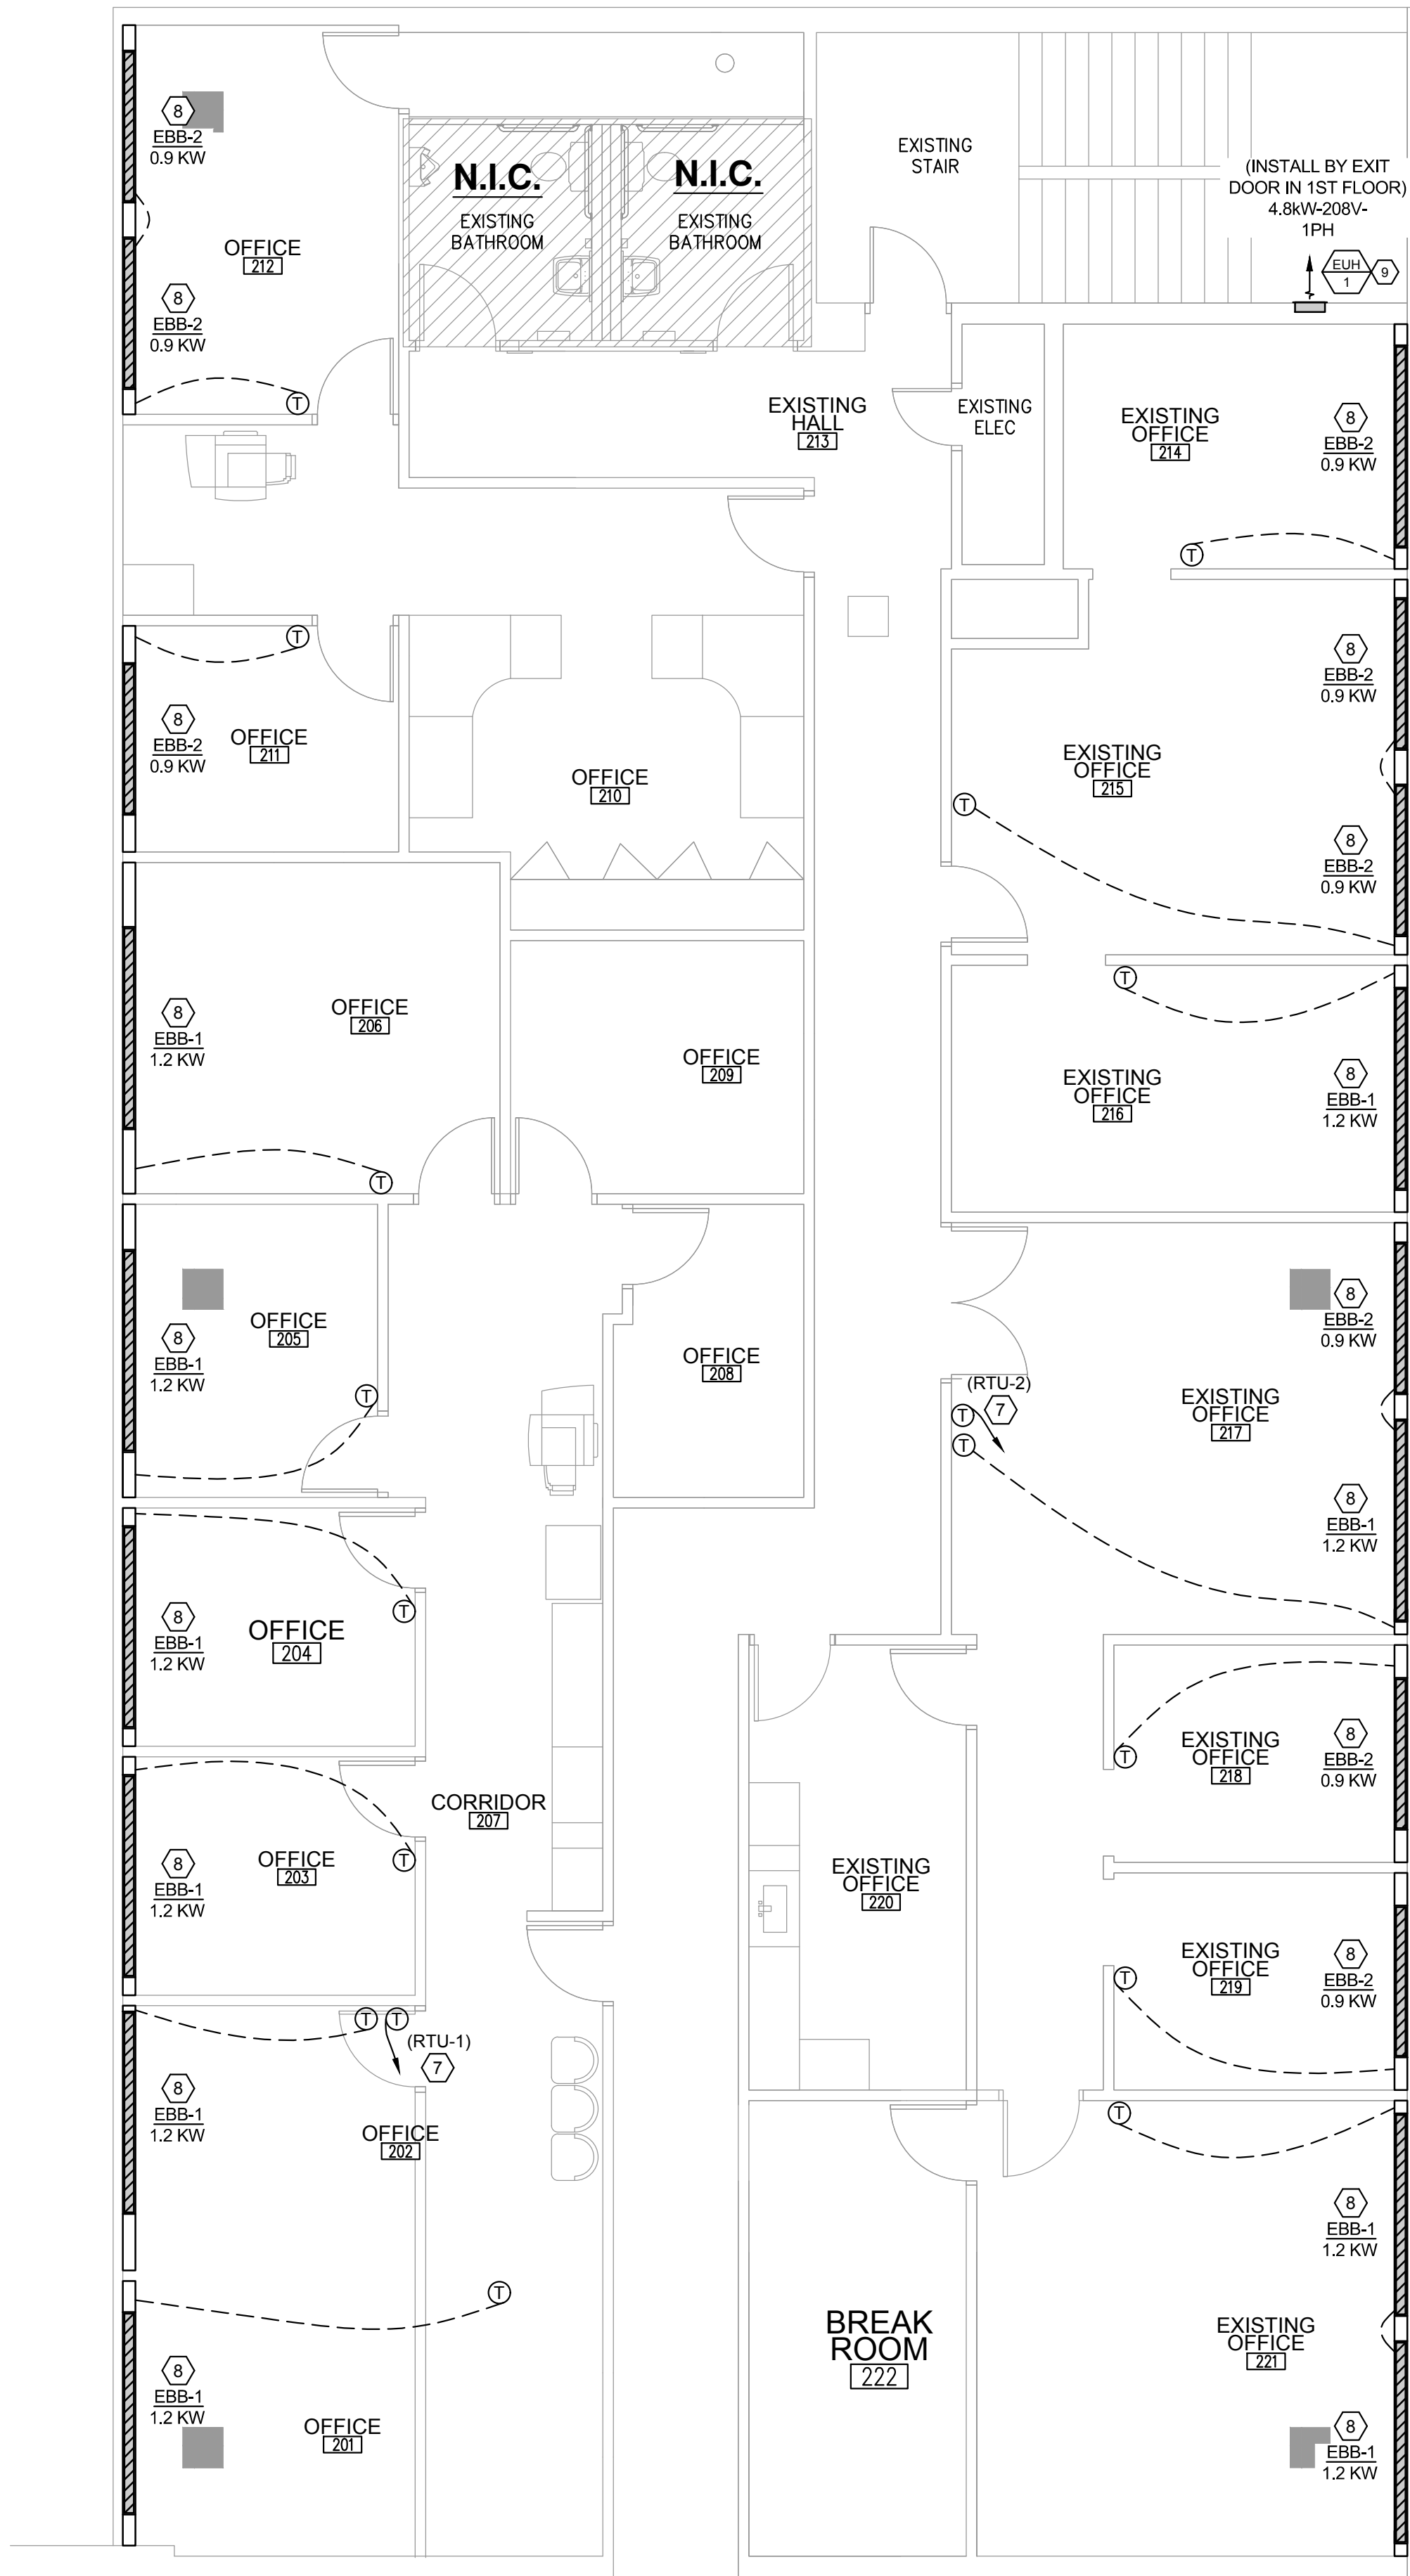 8
EBB-2
0.9 KW
OFFICE
212
8
EBB-2
0.9 KW
T
N.I.C.
EXISTING
BATHROOM
N.I.C.
EXISTING
BATHROOM
EXISTING
STAIR
(INSTALL BY EXIT
DOOR IN 1ST FLOOR)
4.8kW-208V-
1PH
EUH
1
9
EXISTING
HALL
213
EXISTING
ELEC
EXISTING
OFFICE
214
8
EBB-2
0.9 KW
T
T
8
EBB-2
0.9 KW
OFFICE
211
OFFICE
210
8
EBB-2
0.9 KW
EXISTING
OFFICE
215
T
8
EBB-2
0.9 KW
8
EBB-1
1.2 KW
OFFICE
206
T
OFFICE
209
T
EXISTING
OFFICE
216
8
EBB-1
1.2 KW
OFFICE
205
8
EBB-1
1.2 KW
T
OFFICE
208
8
EBB-2
0.9 KW
(RTU-2)
7
T
T
EXISTING
OFFICE
217
8
EBB-1
1.2 KW
T
8
EBB-1
1.2 KW
OFFICE
204
T
EXISTING
OFFICE
218
8
EBB-2
0.9 KW
CORRIDOR
207
8
EBB-1
1.2 KW
OFFICE
203
T
EXISTING
OFFICE
220
EXISTING
OFFICE
219
T
8
EBB-2
0.9 KW
T
T
(RTU-1)
7
8
EBB-1
1.2 KW
OFFICE
202
T
T
8
EBB-1
1.2 KW
BREAK
ROOM
222
EXISTING
OFFICE
221
8
EBB-1
1.2 KW
OFFICE
201
8
EBB-1
1.2 KW